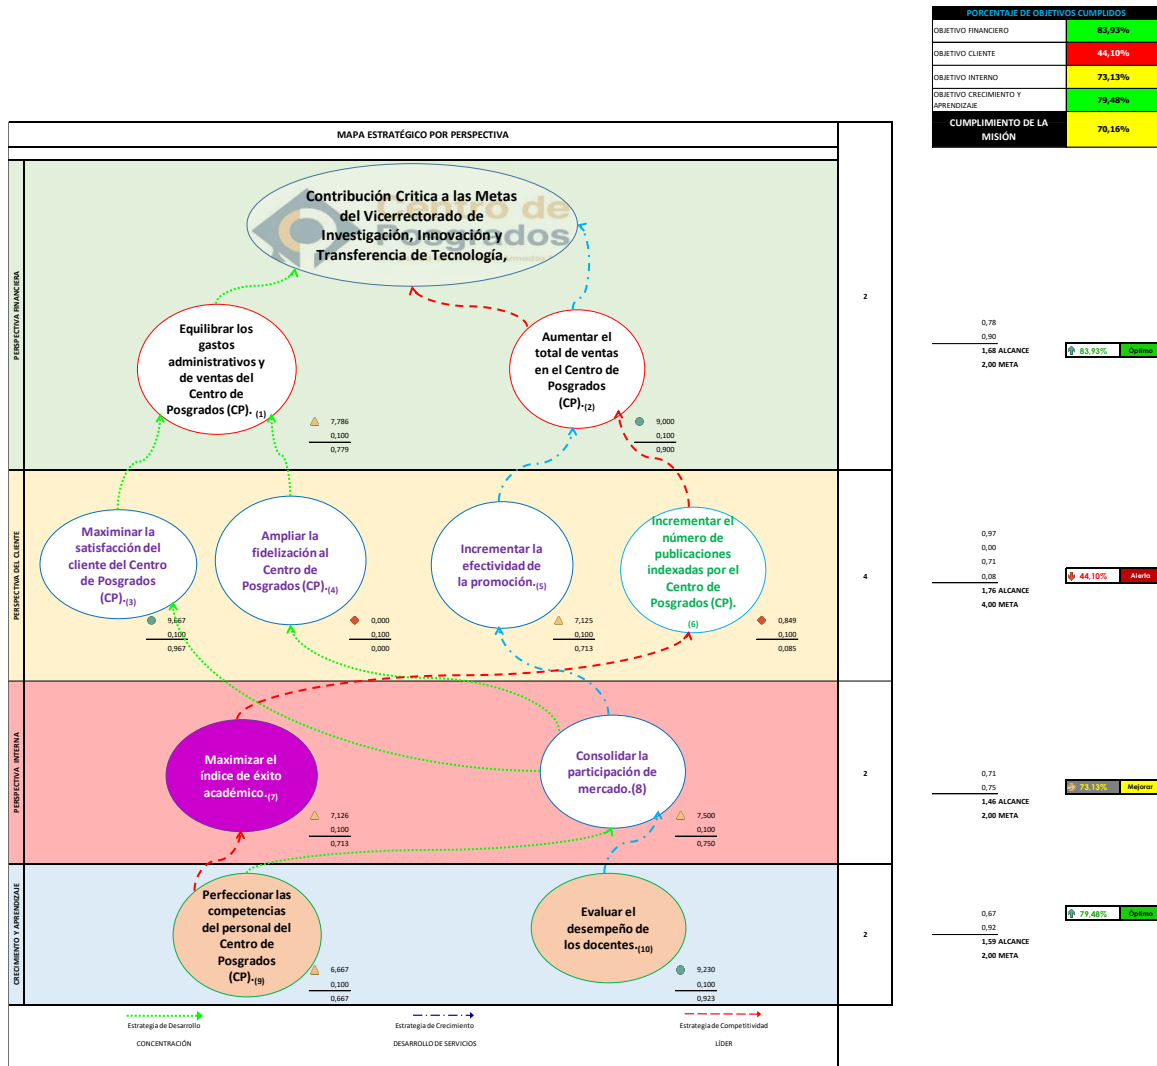 PORCENTAJE DE OBJETIVOS CUMPLIDOS
OBJETIVO FINANCIERO 83,93%
OBJETIVO CLIENTE 44,10%
OBJETIVO INTERNO 73,13%
OBJETIVO CRECIMIENTO Y
APRENDIZAJE 79,48%
CUMPLIMIENTO DE LA
MISIÓN 70,16%
MAPA ESTRATÉGICO POR PERSPECTIVA
PERSPECTIVA FINANCIERA
Centro de
Posgrados
Contribución Critica a las Metas
del Vicerrectorado de
Investigación, Innovación y
Transferencia de Tecnología,
Equilibrar los
gastos
administrativos y
de ventas del
Centro de
Posgrados (CP). (1)
7,786
0,100
0,779
Aumentar el
total de ventas
en el Centro de
Posgrados
(CP).(2)
9,000
0,100
0,900
2
0,78
0,90
1,68 ALCANCE
2,00 META
83,93% Óptimo
PERSPECTIVA DEL CLIENTE
Maximinar la
satisfacción del
cliente del Centro
de Posgrados
(CP).(3)
9,667
0,100
0,967
Ampliar la
fidelización al
Centro de
Posgrados (CP).(4)
0,000
0,100
0,000
Incrementar la
efectividad de
la promoción.(5)
7,125
0,100
0,713
Incrementar el
número de
publicaciones
indexadas por el
Centro de
Posgrados (CP).
(6)
0,849
0,100
0,085
4
0,97
0,00
0,71
0,08
1,76 ALCANCE
4,00 META
44,10% Alerta
PERSPECTIVA INTERNA
Maximizar el
índice de éxito
académico.(7)
7,126
0,100
0,713
Consolidar la
participación de
mercado.(8)
7,500
0,100
0,750
2
0,71
0,75
1,46 ALCANCE
2,00 META
73,13% Mejorar
CRECIMIENTO Y APRENDIZAJE
Perfeccionar las
competencias
del personal del
Centro de
Posgrados
(CP).(9)
6,667
0,100
0,667
Evaluar el
desempeño de
los docentes.(10)
9,230
0,100
0,923
2
0,67
0,92
1,59 ALCANCE
2,00 META
79,48% Óptimo
Estrategia de Desarrollo
CONCENTRACIÓN
Estrategia de Crecimiento
DESARROLLO DE SERVICIOS
Estrategia de Competitividad
LÍDER